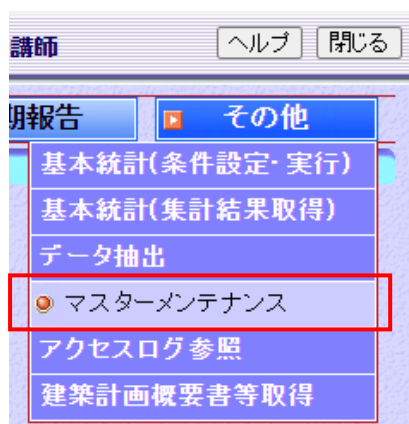 講師 ヘルプ 閉じる
期報告 その他
基本統計(条件設定･実行)
基本統計(集計結果取得)
データ抽出
マスターメンテナンス
アクセスログ参照
建築計画概要書等取得